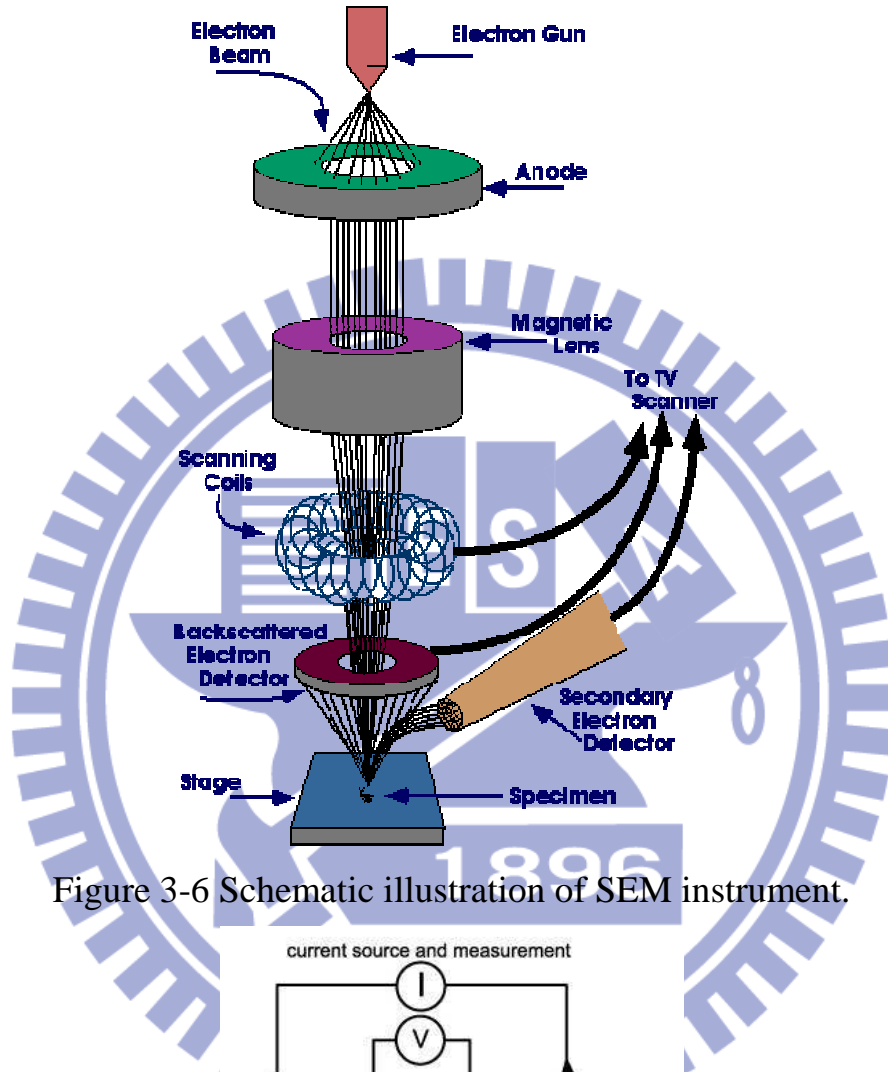 Electron
Beam
Electron Gun
Anode
Magnetic
Lens
To TV
Scanner
Scanning
Coils
Backscattered
Electron
Detector
Secondary
Electron
Detector
Stage
Specimen
S
A
8
1896
Figure 3-6 Schematic illustration of SEM instrument.
current source and measurement
I
V